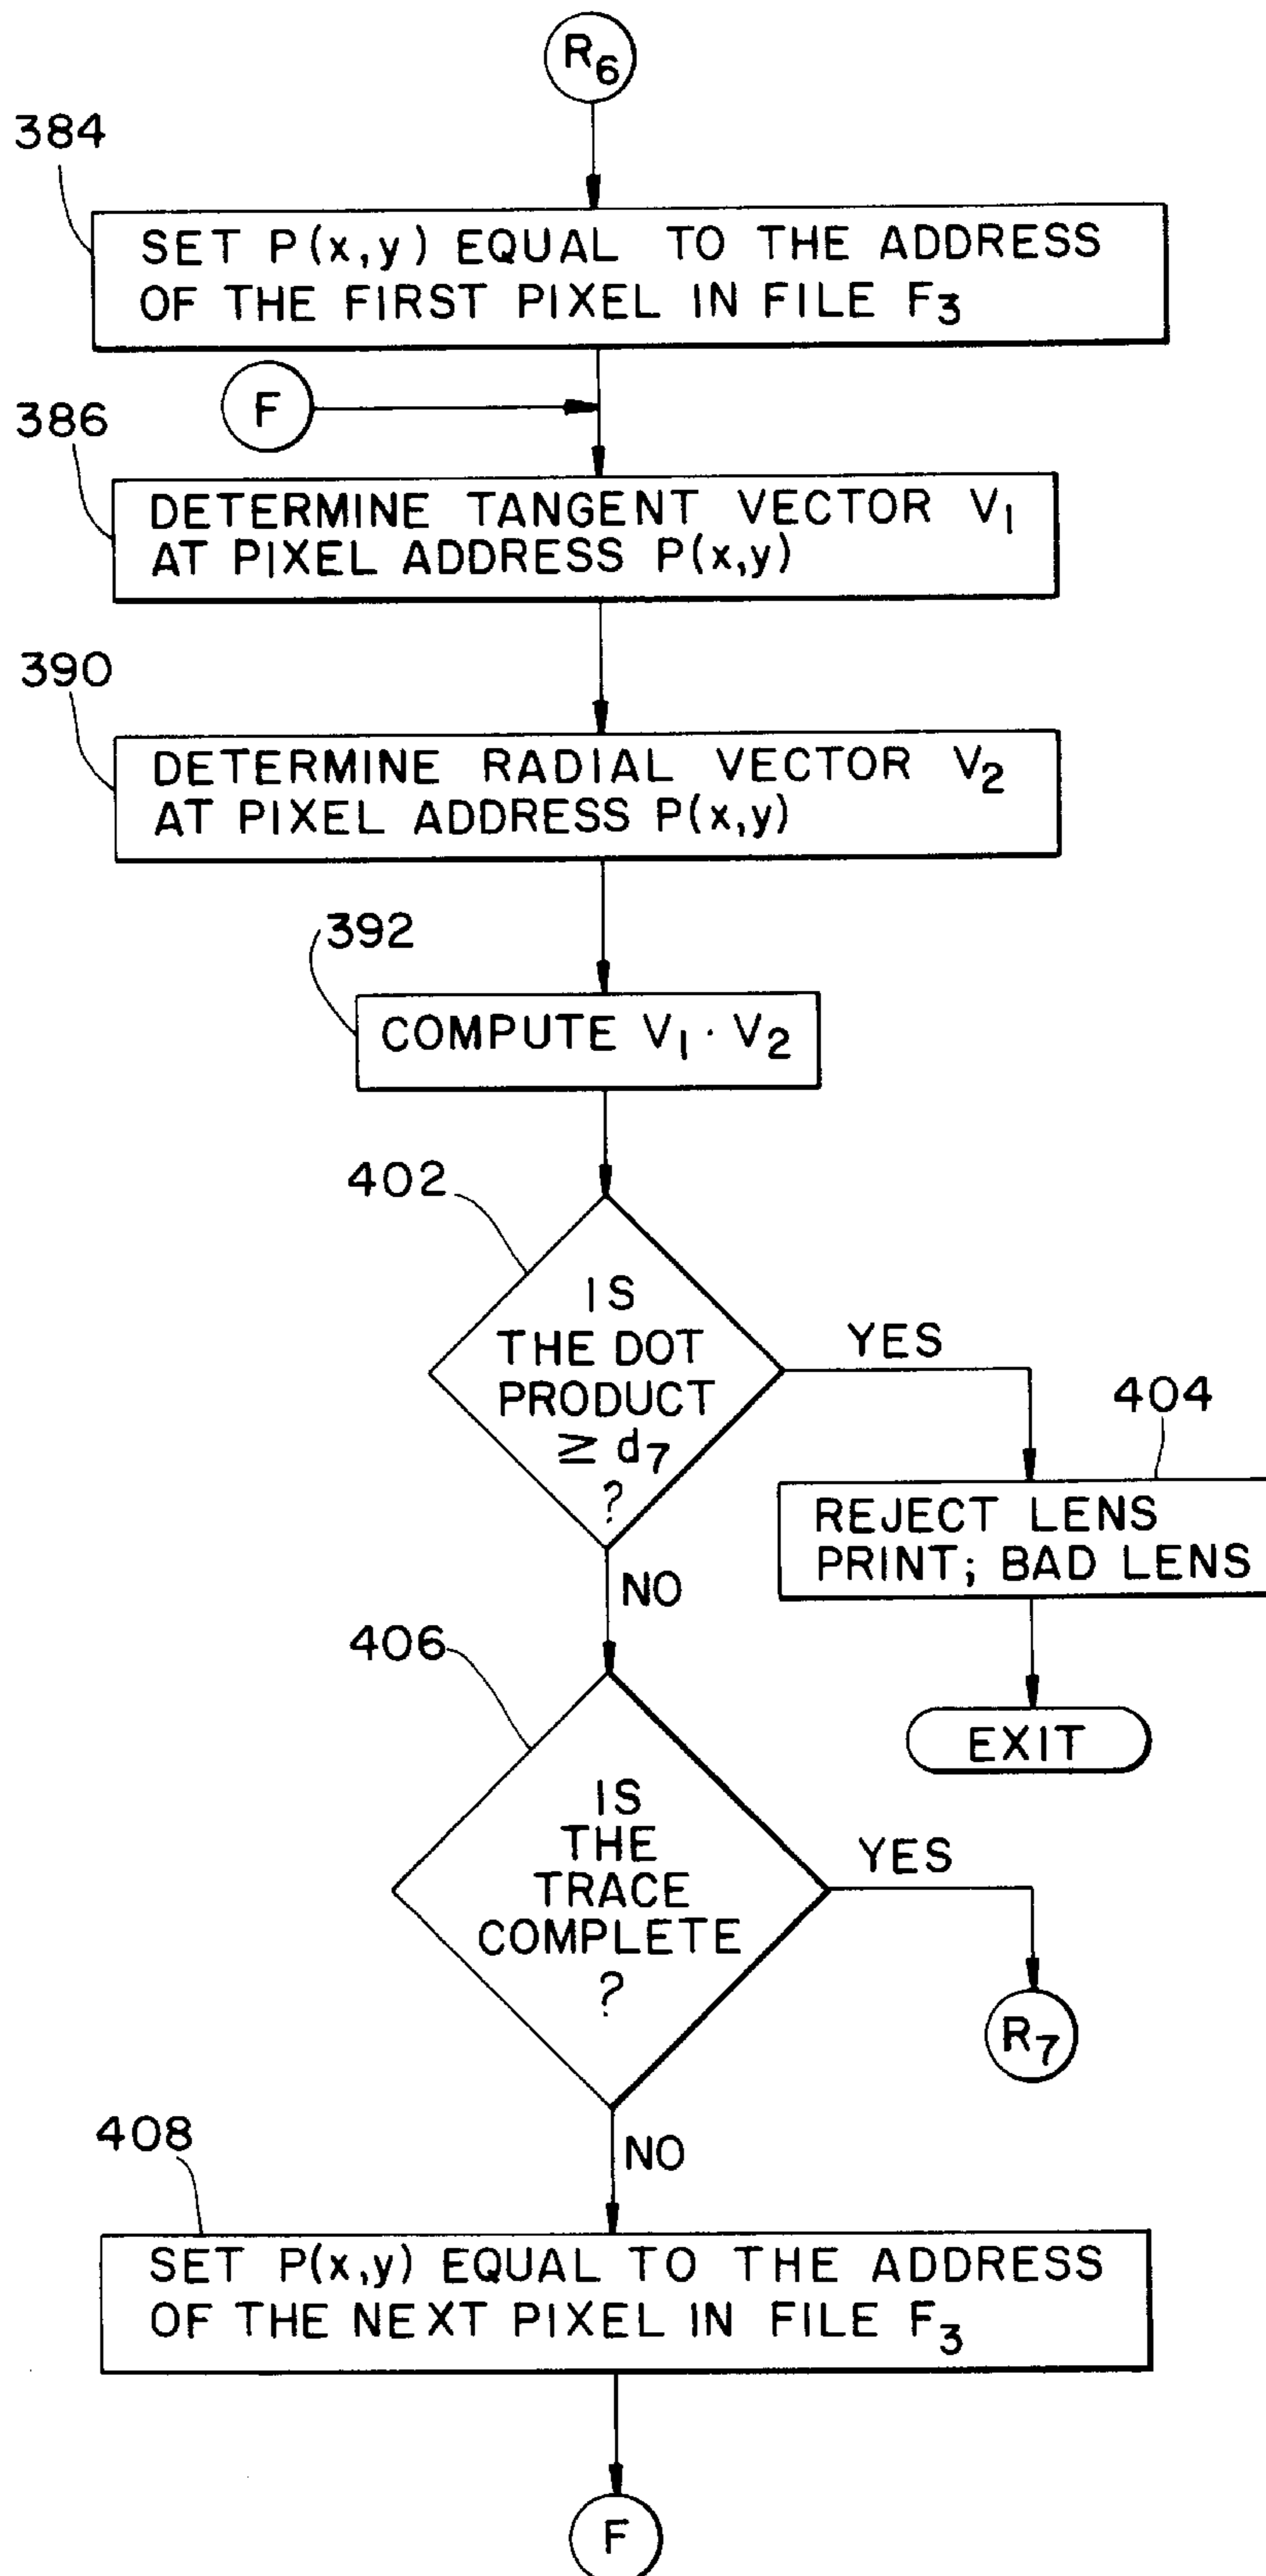 R6
384
SET P(x,y) EQUAL TO THE ADDRESS
OF THE FIRST PIXEL IN FILE F3
F
386
DETERMINE TANGENT VECTOR V1
AT PIXEL ADDRESS P(x,y)
390
DETERMINE RADIAL VECTOR V2
AT PIXEL ADDRESS P(x,y)
392
COMPUTE V1 · V2
402
IS
THE DOT
PRODUCT
≥ d7
?
YES
404
REJECT LENS
PRINT; BAD LENS
EXIT
NO
406
IS
THE
TRACE
COMPLETE
?
YES
R7
NO
408
SET P(x,y) EQUAL TO THE ADDRESS
OF THE NEXT PIXEL IN FILE F3
F